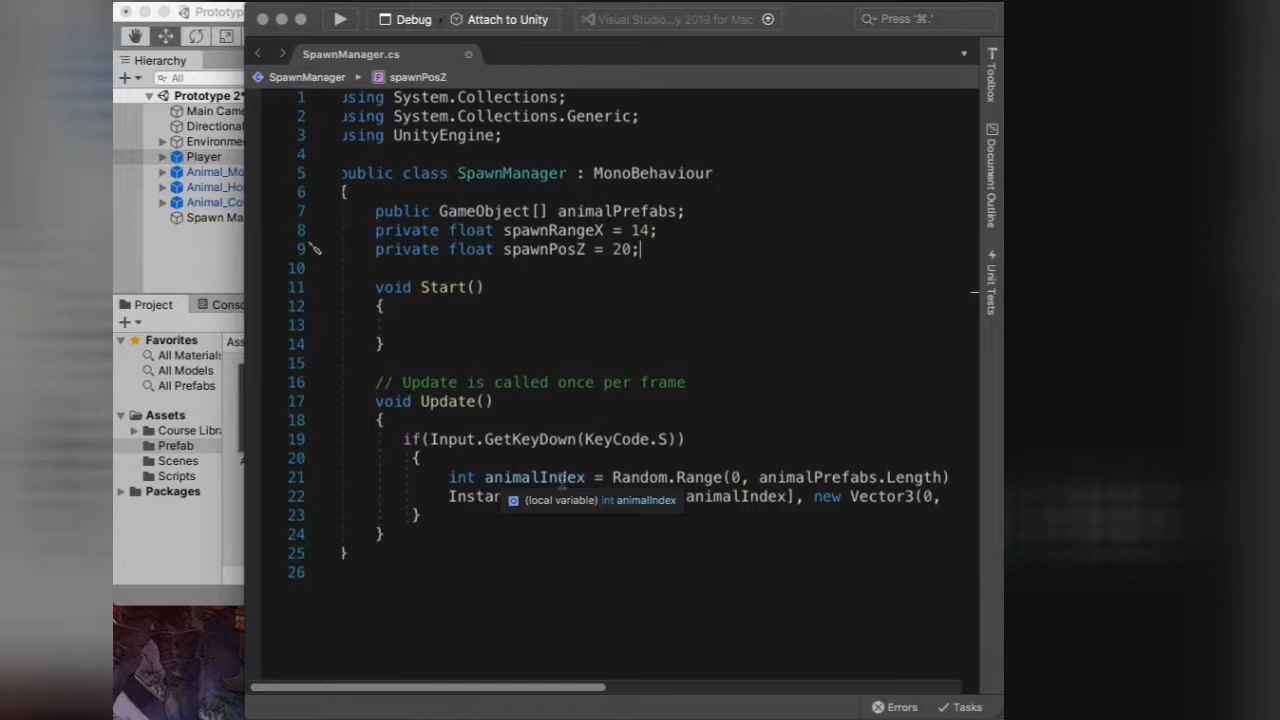 Prototype
Debug
Attach to Unity
Visual Studio...y 2019 for Mac
Press '⌘.'
Hierarchy
All
Prototype 2*
Main Came
Directional
Environme
Player
Animal_Mo
Animal_Ho
Animal_Co
Spawn Ma
Project
Conso
Favorites
All Materials
All Models
All Prefabs
Ass
Assets
Course Libra
Prefab
Scenes
Scripts
Packages
SpawnManager.cs
SpawnManager
spawnPosZ
1 using System.Collections;
2 using System.Collections.Generic;
3 using UnityEngine;
4
5 public class SpawnManager : MonoBehaviour
6 {
7 public GameObject[] animalPrefabs;
8 private float spawnRangeX = 14;
9 private float spawnPosZ = 20;
10
11 void Start()
12 {
13
14 }
15
16 // Update is called once per frame
17 void Update()
18 {
19 if(Input.GetKeyDown(KeyCode.S))
20 {
21 int animalIndex = Random.Range(0, animalPrefabs.Length)
22 Instan animalIndex], new Vector3(0,
(local variable) int animalIndex
23 }
24 }
25 }
26
Toolbox
Document Outline
Unit Tests
Errors
Tasks